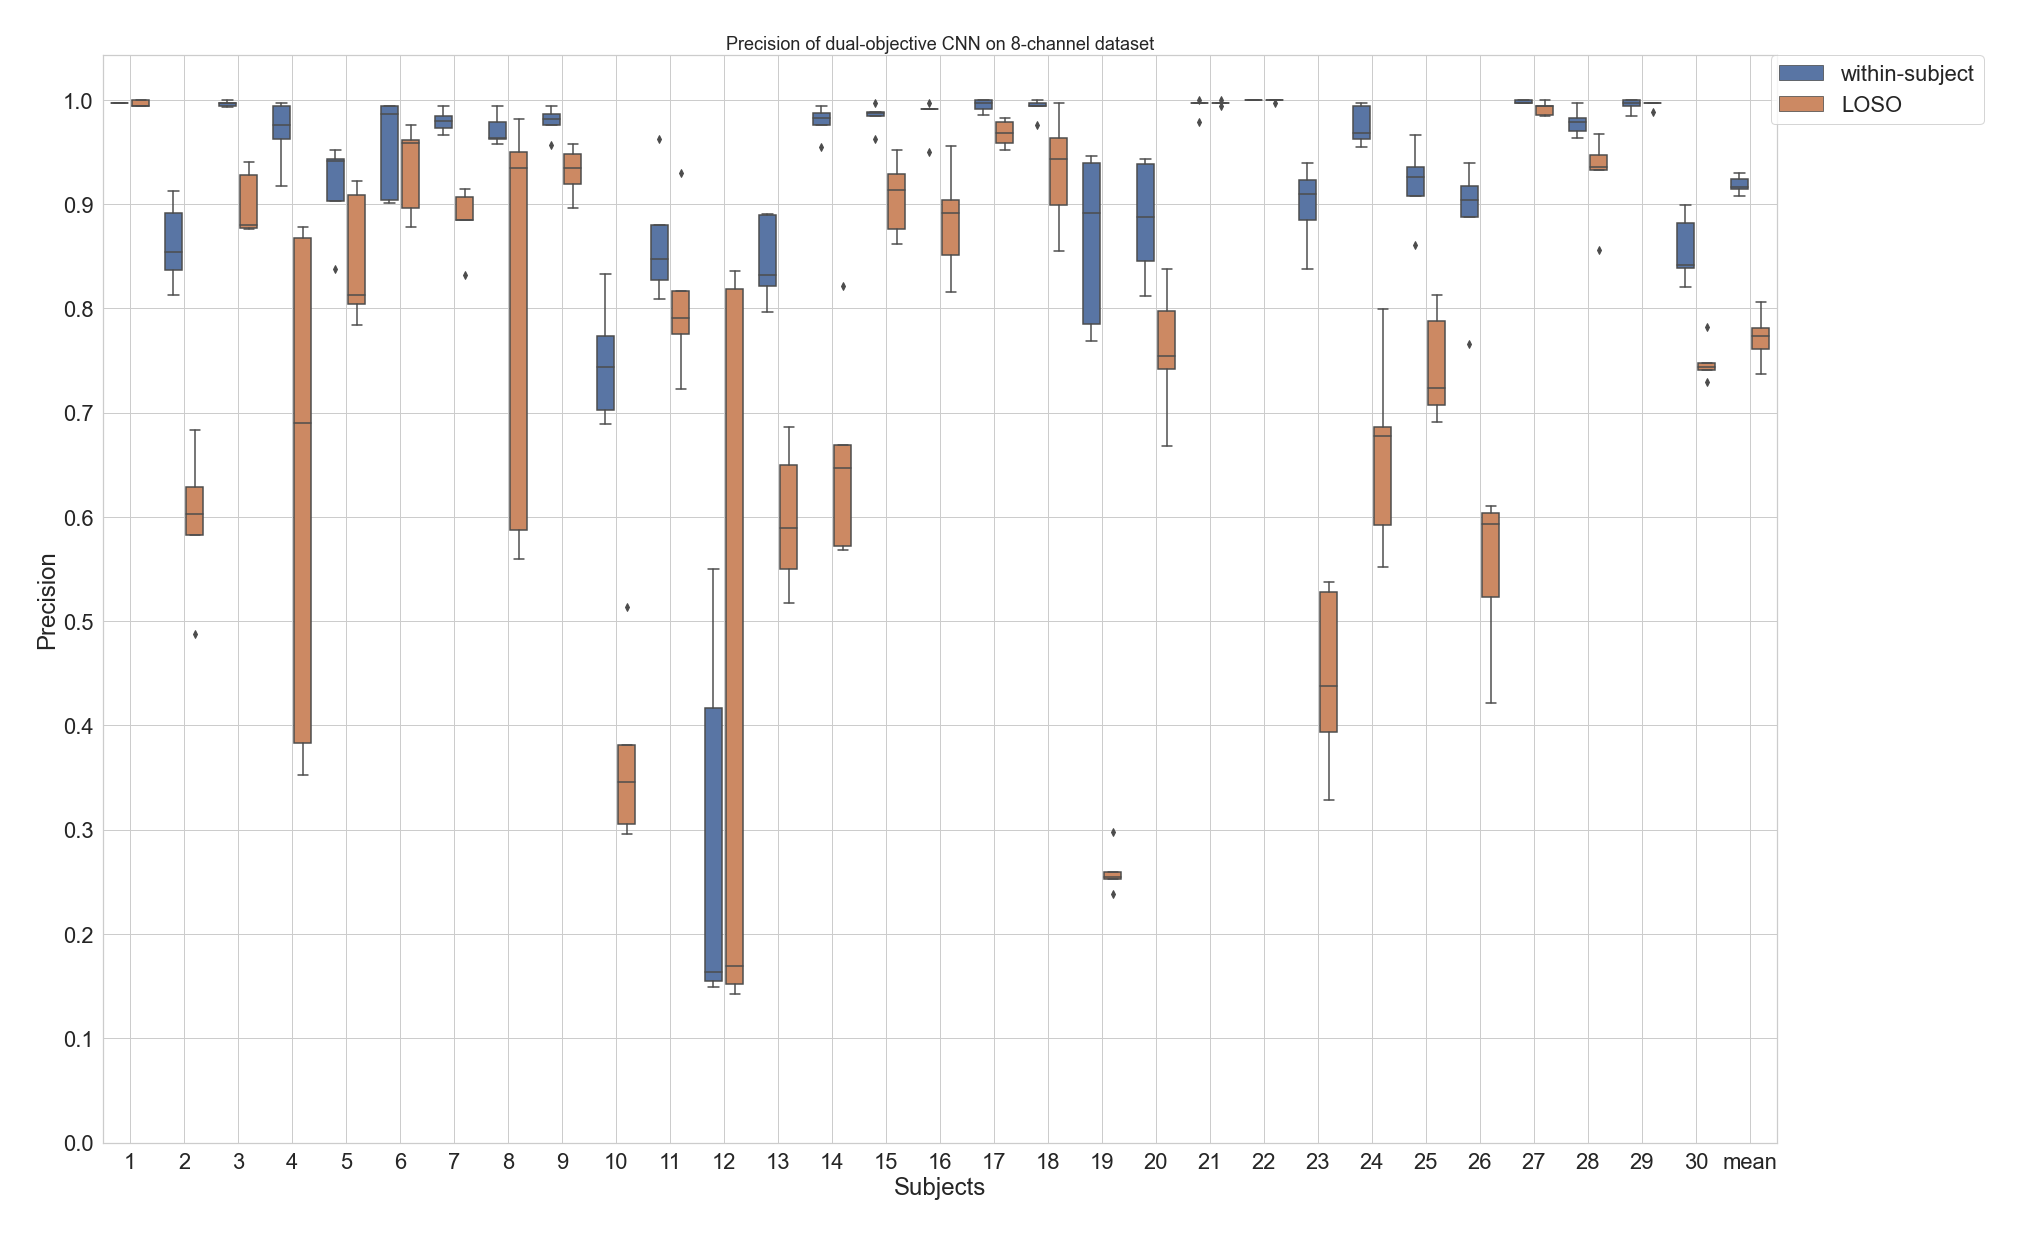 Precision of dual-objective CNN on 8-channel dataset
within-subject
LOSO
1.0
0.9
0.8
0.7
0.6
0.5
0.4
0.3
0.2
0.1
0.0
Precision
1 2 3 4 5 6 7 8 9 10 11 12 13 14 15 16 17 18 19 20 21 22 23 24 25 26 27 28 29 30 mean
Subjects